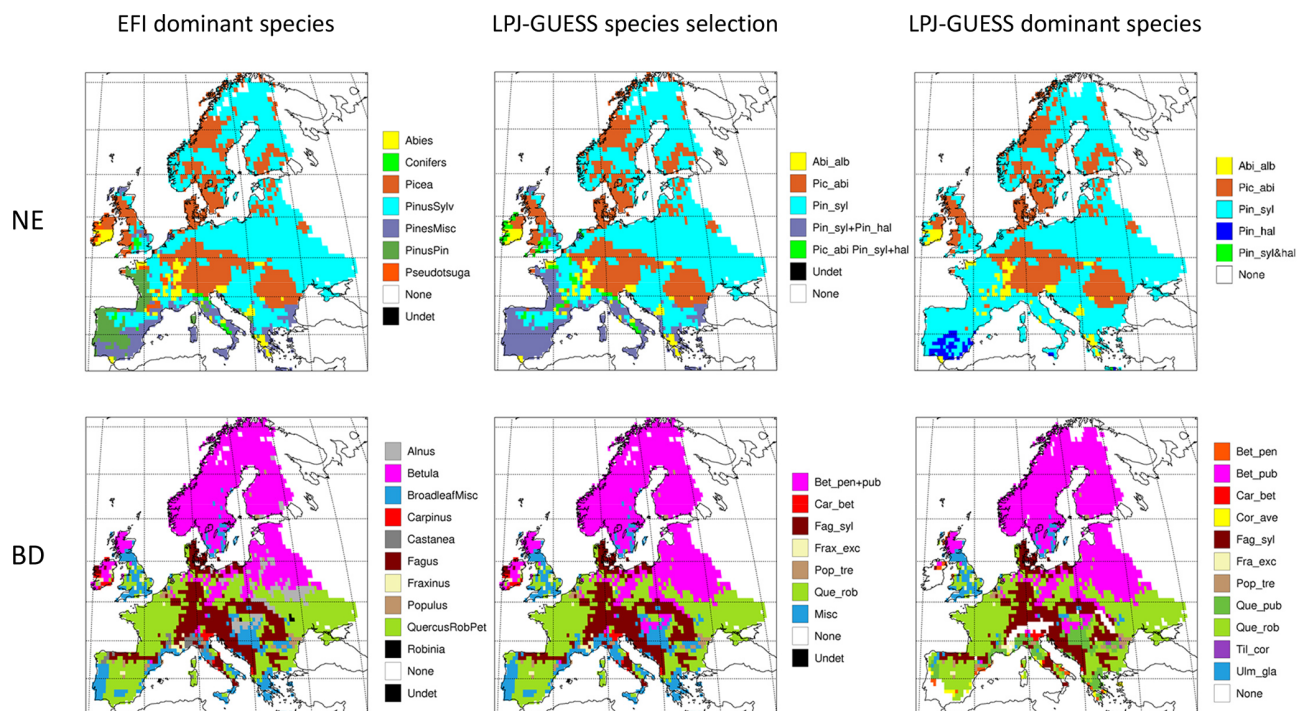 EFI dominant species
LPJ-GUESS species selection
LPJ-GUESS dominant species
NE
Abies
Conifers
Picea
PinusSylv
PinesMisc
PinusPin
Pseudotsuga
None
Undet
Abi_alb
Pic_abi
Pin_syl
Pin_syl+Pin_hal
Pic_abi Pin_syl+hal
Undet
None
Abi_alb
Pic_abi
Pin_syl
Pin_hal
Pin_syl&hal
None
BD
Alnus
Betula
BroadleafMisc
Carpinus
Castanea
Fagus
Fraxinus
Populus
QuercusRobPet
Robinia
None
Undet
Bet_pen+pub
Car_bet
Fag_syl
Frax_exc
Pop_tre
Que_rob
Misc
None
Undet
Bet_pen
Bet_pub
Car_bet
Cor_ave
Fag_syl
Fra_exc
Pop_tre
Que_pub
Que_rob
Til_cor
Ulm_gla
None